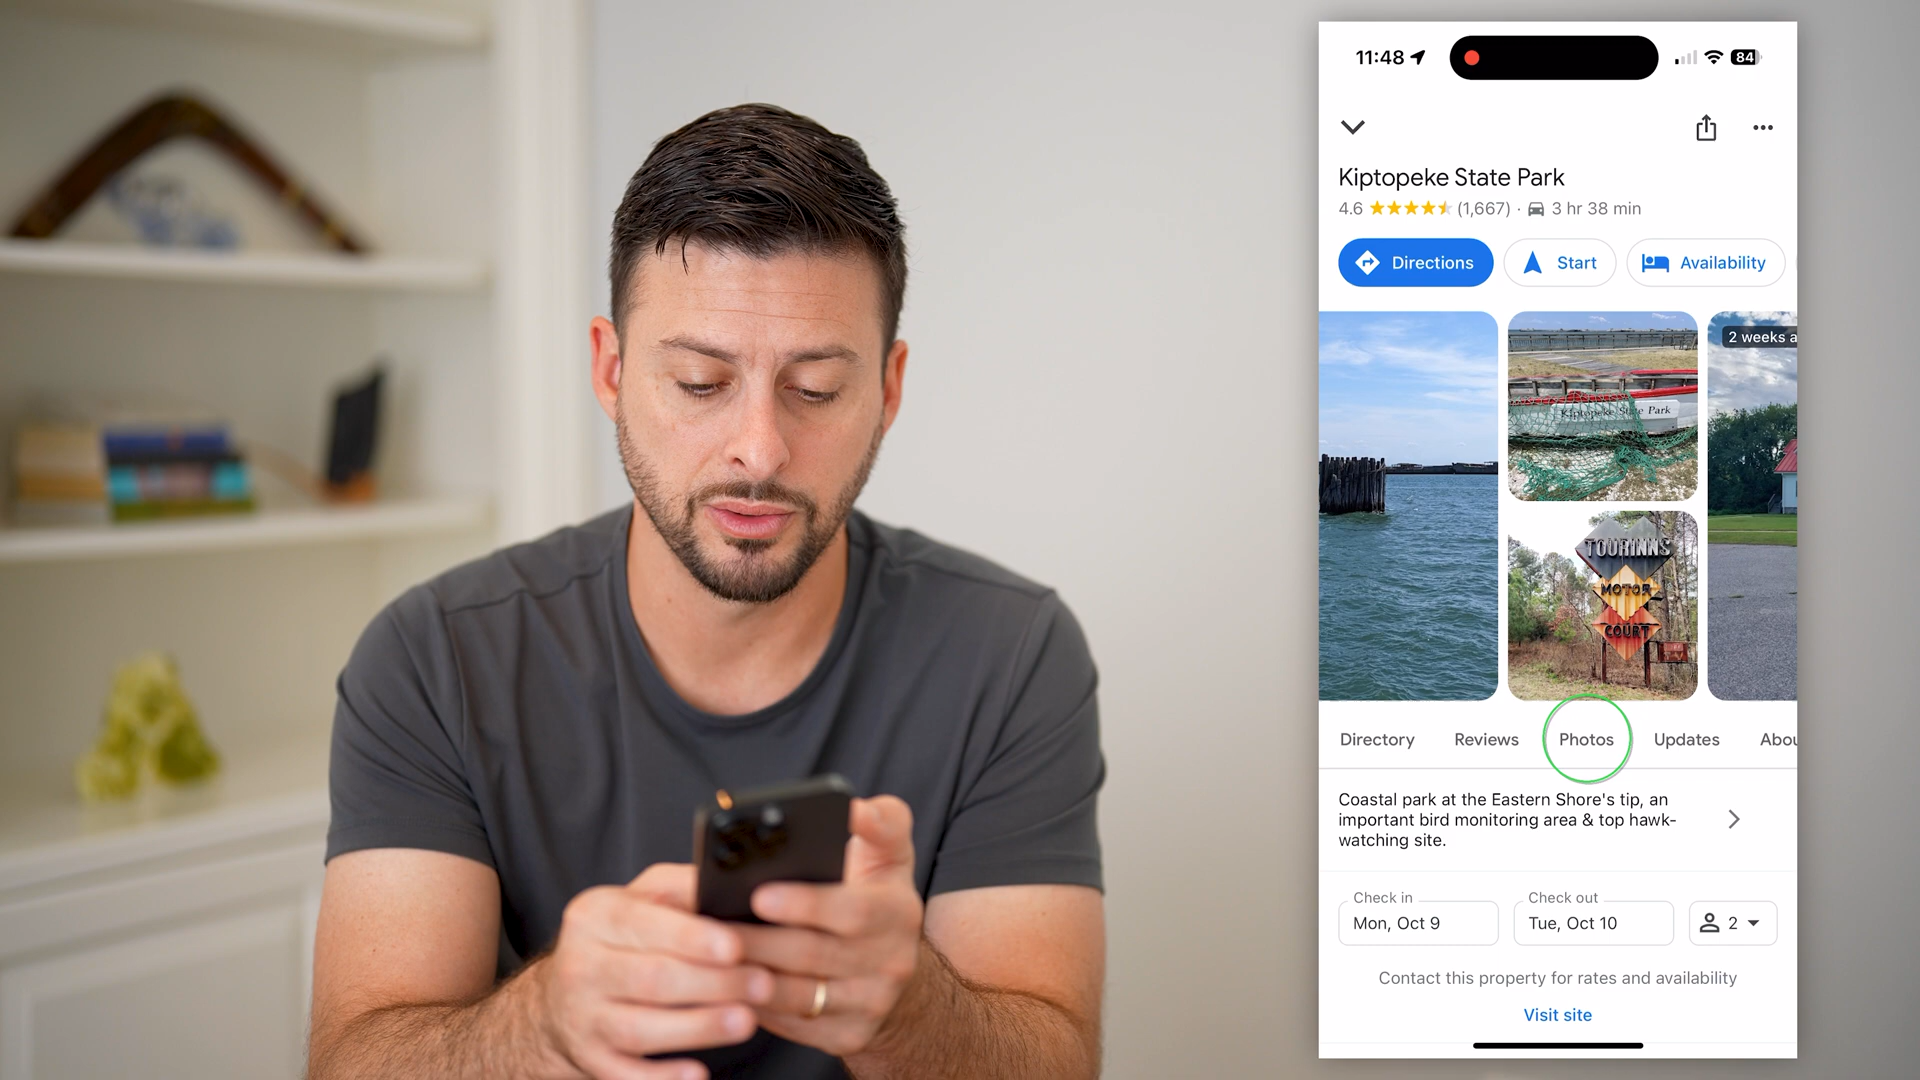 11:48
84
Kiptopeke State Park
4.6 (1,667) · 3 hr 38 min
Directions
Start
Availability
2 weeks a
Kiptopeke State Park
TOURINNS
MOTOR
COURT
Directory
Reviews
Photos
Updates
Abou
Coastal park at the Eastern Shore's tip, an
important bird monitoring area & top hawk-
watching site.
Check in
Mon, Oct 9
Check out
Tue, Oct 10
2
Contact this property for rates and availability
Visit site